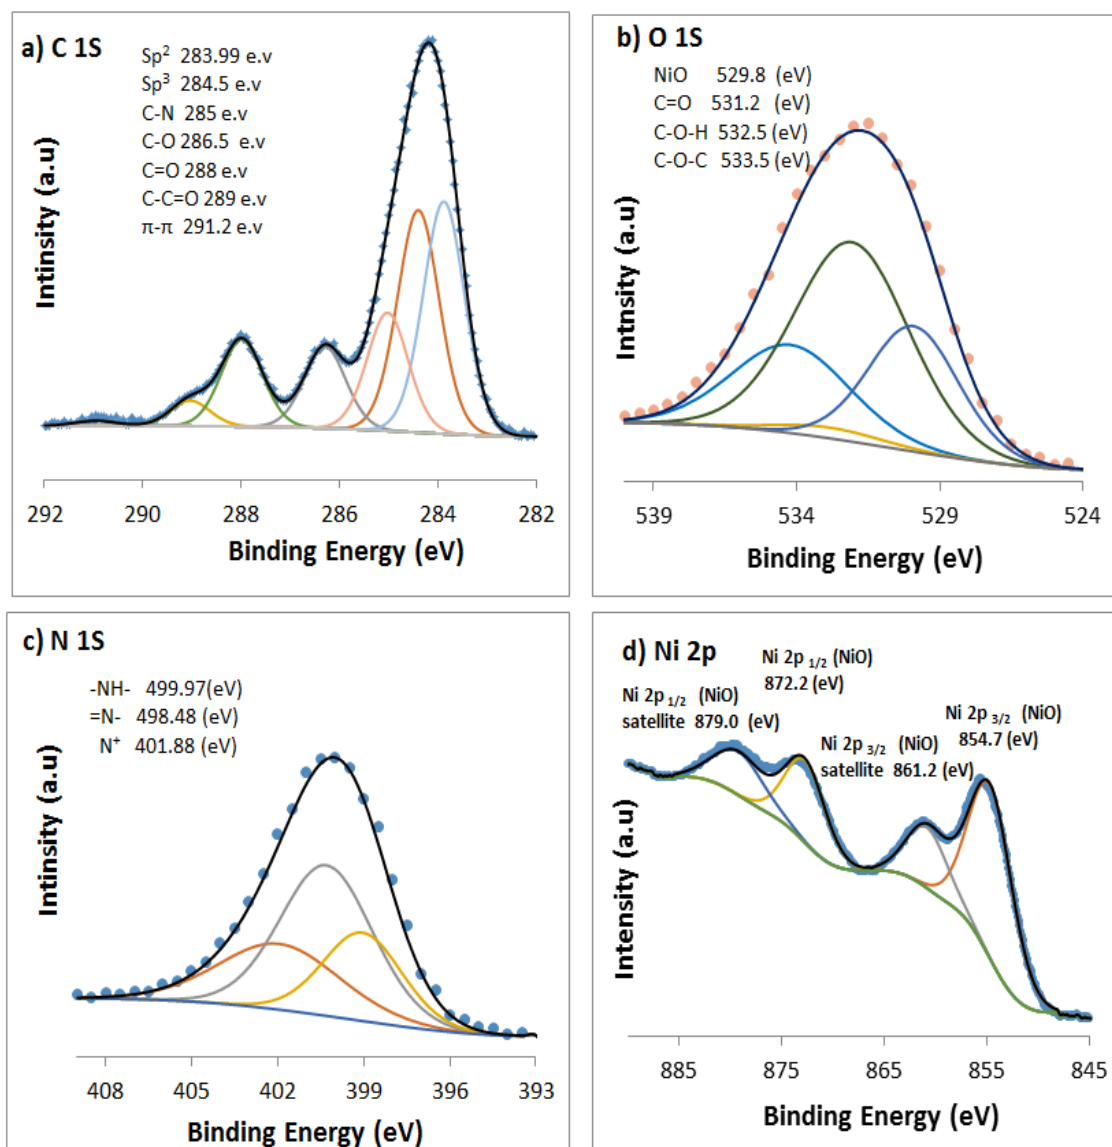 a) C 1S
Sp² 283.99 e.v
Sp³ 284.5 e.v
C-N 285 e.v
C-O 286.5 e.v
C=O 288 e.v
C-C=O 289 e.v
π-π 291.2 e.v
Intinsity (a.u)
292 290 288 286 284 282
Binding Energy (eV)
b) O 1S
NiO 529.8 (eV)
C=O 531.2 (eV)
C-O-H 532.5 (eV)
C-O-C 533.5 (eV)
Intnsity (a.u)
539 534 529 524
Binding Energy (eV)
c) N 1S
-NH- 499.97(eV)
=N- 498.48 (eV)
N⁺ 401.88 (eV)
Intinsity (a.u)
408 405 402 399 396 393
Binding Energy (eV)
d) Ni 2p
Ni 2p 1/2 (NiO)
872.2 (eV)
Ni 2p 1/2 (NiO)
satellite 879.0 (eV)
Ni 2p 3/2 (NiO)
854.7 (eV)
Ni 2p 3/2 (NiO)
satellite 861.2 (eV)
Intensity (a.u)
885 875 865 855 845
Binding Energy (eV)